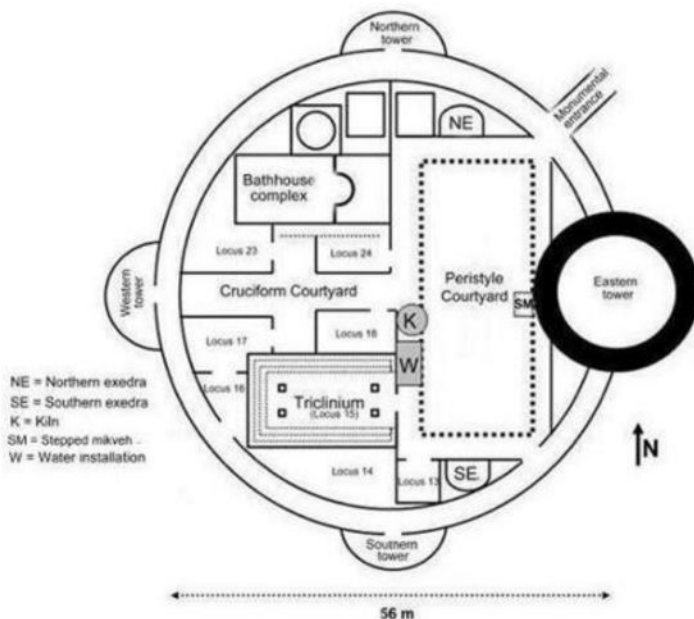 Northern
tower
Monumental
entrance
NE
Bathhouse
complex
Locus 23
Locus 24
Western
tower
Cruciform Courtyard
Peristyle
Courtyard
SM
Eastern
tower
K
Locus 17
Locus 18
W
NE = Northern exedra
SE = Southern exedra
K = Kiln
SM = Stepped mikveh ..
W = Water installation
Locus 16
Triclinium
(Locus 15)
N
Locus 14
Locus 13
SE
Southern
tower
56 m